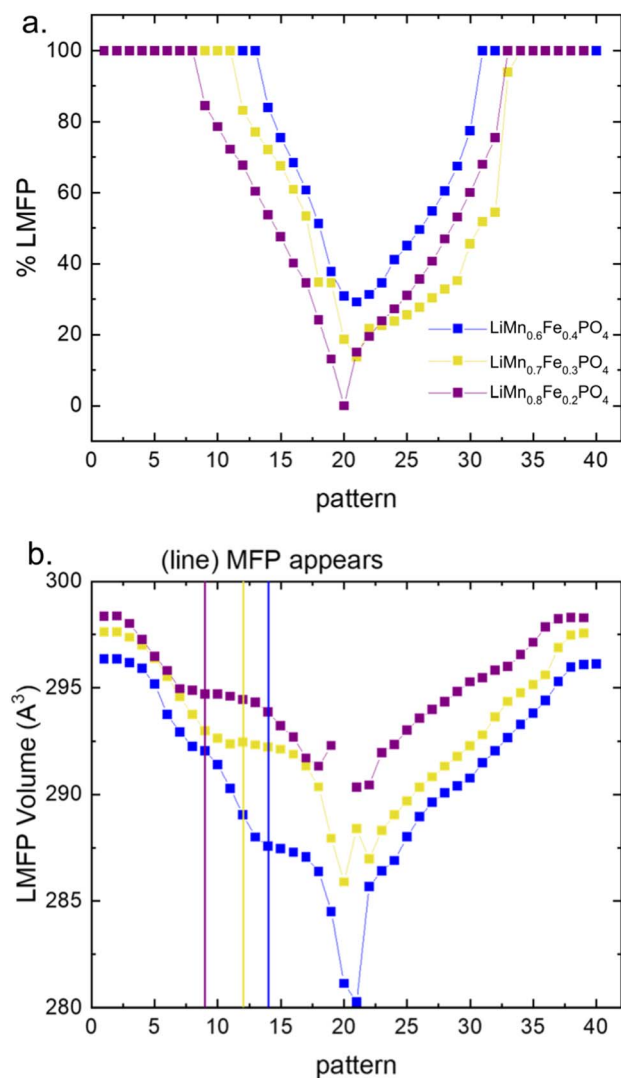 a.
100
80
60
40
20
0
% LMFP
LiMn0.6Fe0.4PO4
LiMn0.7Fe0.3PO4
LiMn0.8Fe0.2PO4
0 5 10 15 20 25 30 35 40
pattern
b.
(line) MFP appears
300
295
290
285
280
LMFP Volume (A3)
0 5 10 15 20 25 30 35 40
pattern